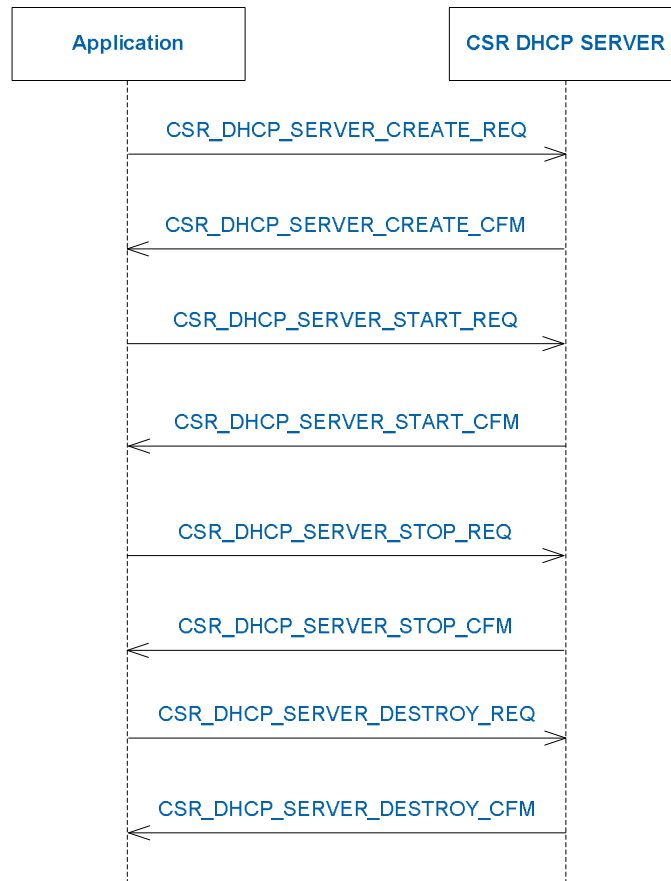 Application
CSR DHCP SERVER
CSR_DHCP_SERVER_CREATE_REQ
CSR_DHCP_SERVER_CREATE_CFM
CSR_DHCP_SERVER_START_REQ
CSR_DHCP_SERVER_START_CFM
CSR_DHCP_SERVER_STOP_REQ
CSR_DHCP_SERVER_STOP_CFM
CSR_DHCP_SERVER_DESTROY_REQ
CSR_DHCP_SERVER_DESTROY_CFM